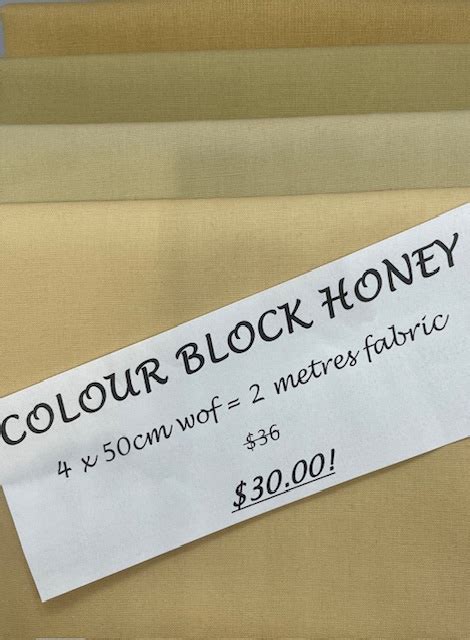 COLOUR BLOCK HONEY
4 x 50cm wof = 2 metres fabric
$36
$30.00!